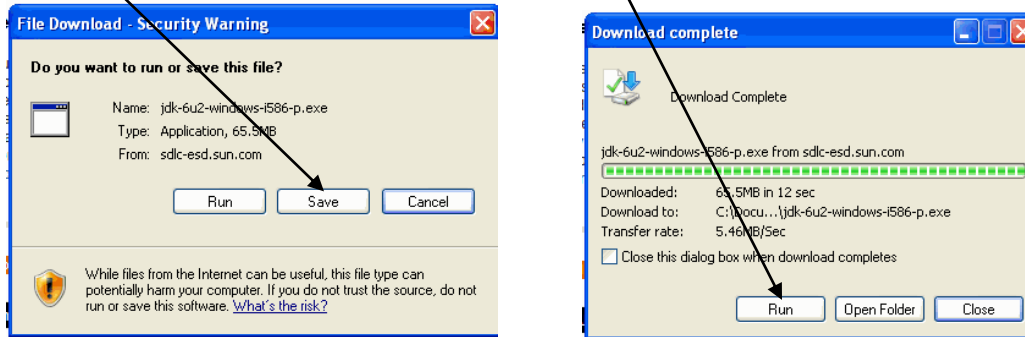 File Download - Security Warning
Do you want to run or save this file?
Name: jdk-6u2-windows-i586-p.exe
Type: Application, 65.5MB
From: sdlc-esd.sun.com
Run Save Cancel
While files from the Internet can be useful, this file type can
potentially harm your computer. If you do not trust the source, do not
run or save this software. What's the risk?
Download complete
Download Complete
jdk-6u2-windows-i586-p.exe from sdlc-esd.sun.com
Downloaded: 65.5MB in 12 sec
Download to: C:\Docu...\jdk-6u2-windows-i586-p.exe
Transfer rate: 5.46MB/Sec
Close this dialog box when download completes
Run Open Folder Close